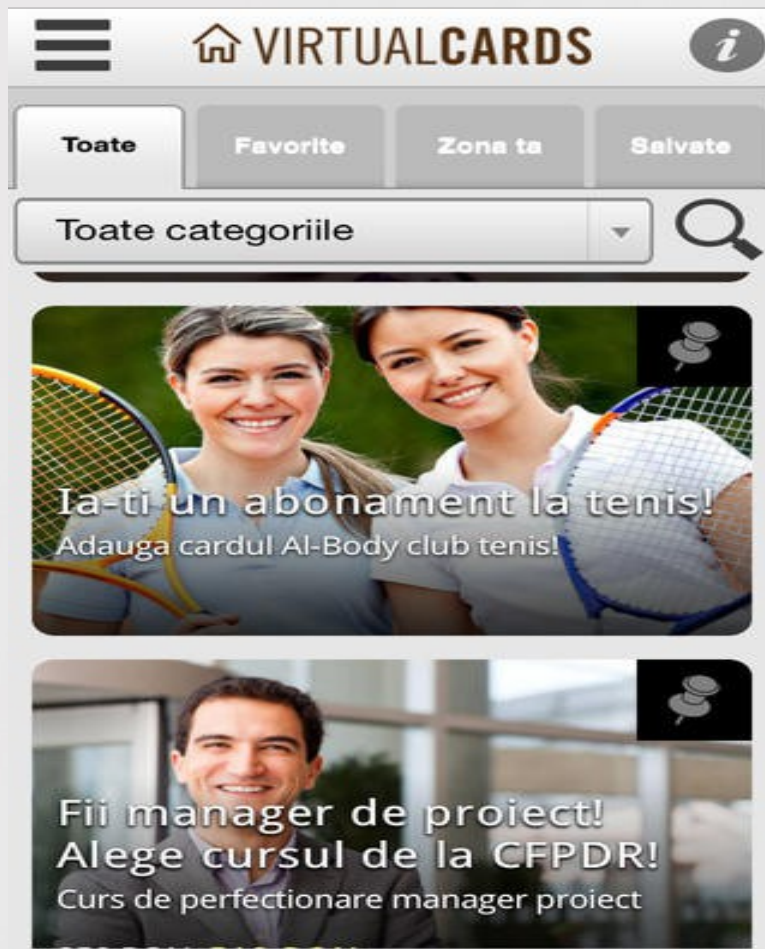 VIRTUALCARDS
Toate
Favorite
Zona ta
Salvate
Toate categoriile
Ia-ti un abonament la tenis!
Adauga cardul Al-Body club tenis!
Fii manager de proiect!
Alege cursul de la CFPDR!
Curs de perfectionare manager proiect